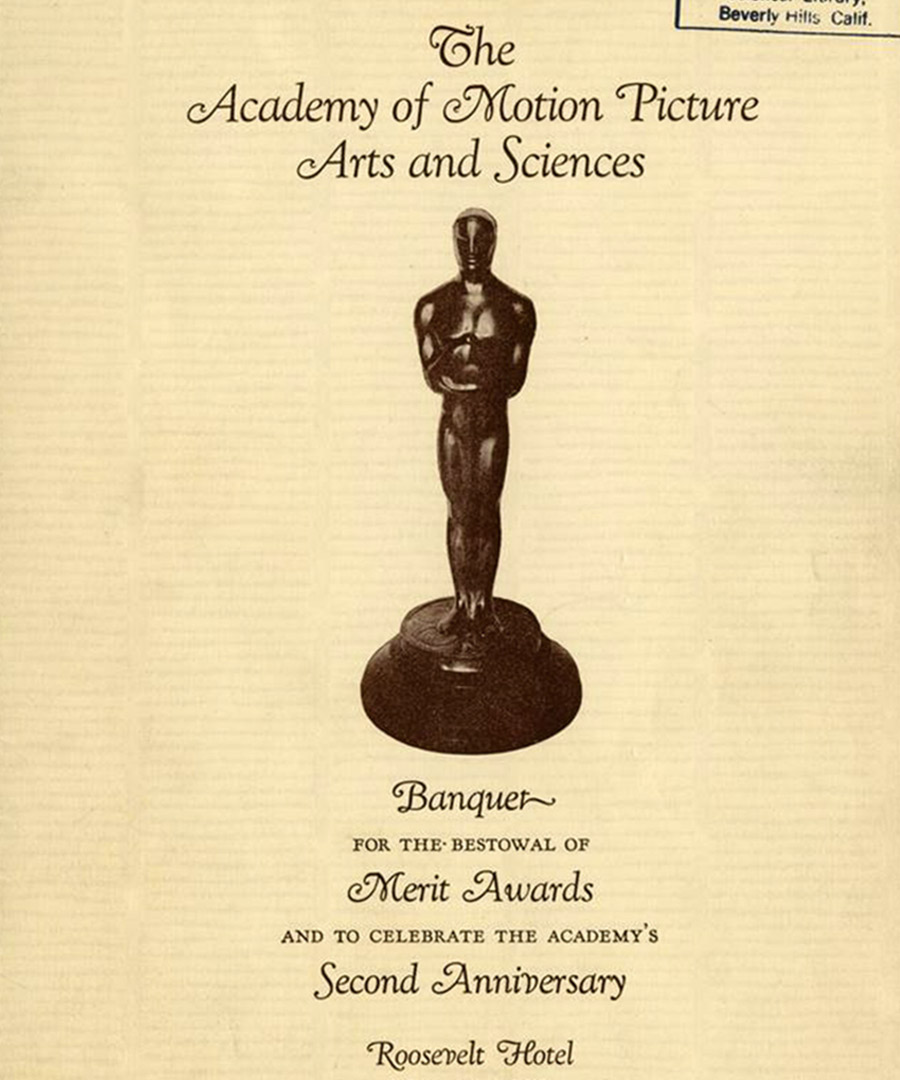 Beverly Hills Calif.
The
Academy of Motion Picture
Arts and Sciences
Banquet
FOR THE BESTOWAL OF
Merit Awards
AND TO CELEBRATE THE ACADEMY'S
Second Anniversary
Roosevelt Hotel